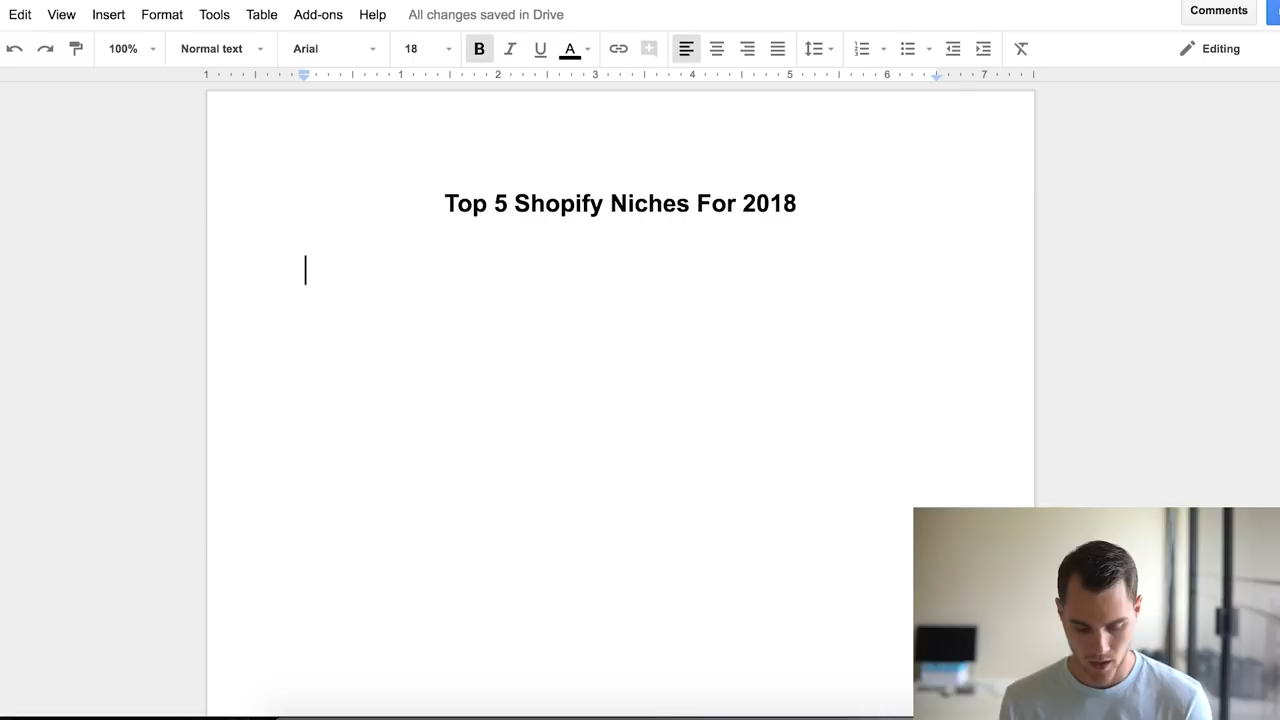 Edit View Insert Format Tools Table Add-ons Help All changes saved in Drive
Comments
100% Normal text Arial 18 B I U A Editing
1 1 2 3 4 5 6 7
Top 5 Shopify Niches For 2018